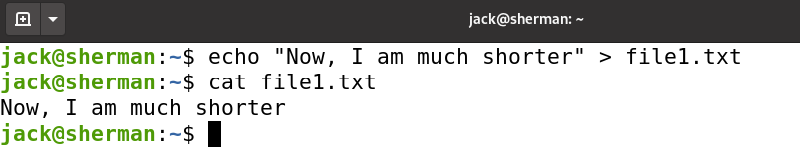 jack@sherman: ~
jack@sherman:~$ echo "Now, I am much shorter" > file1.txt
jack@sherman:~$ cat file1.txt
Now, I am much shorter
jack@sherman:~$